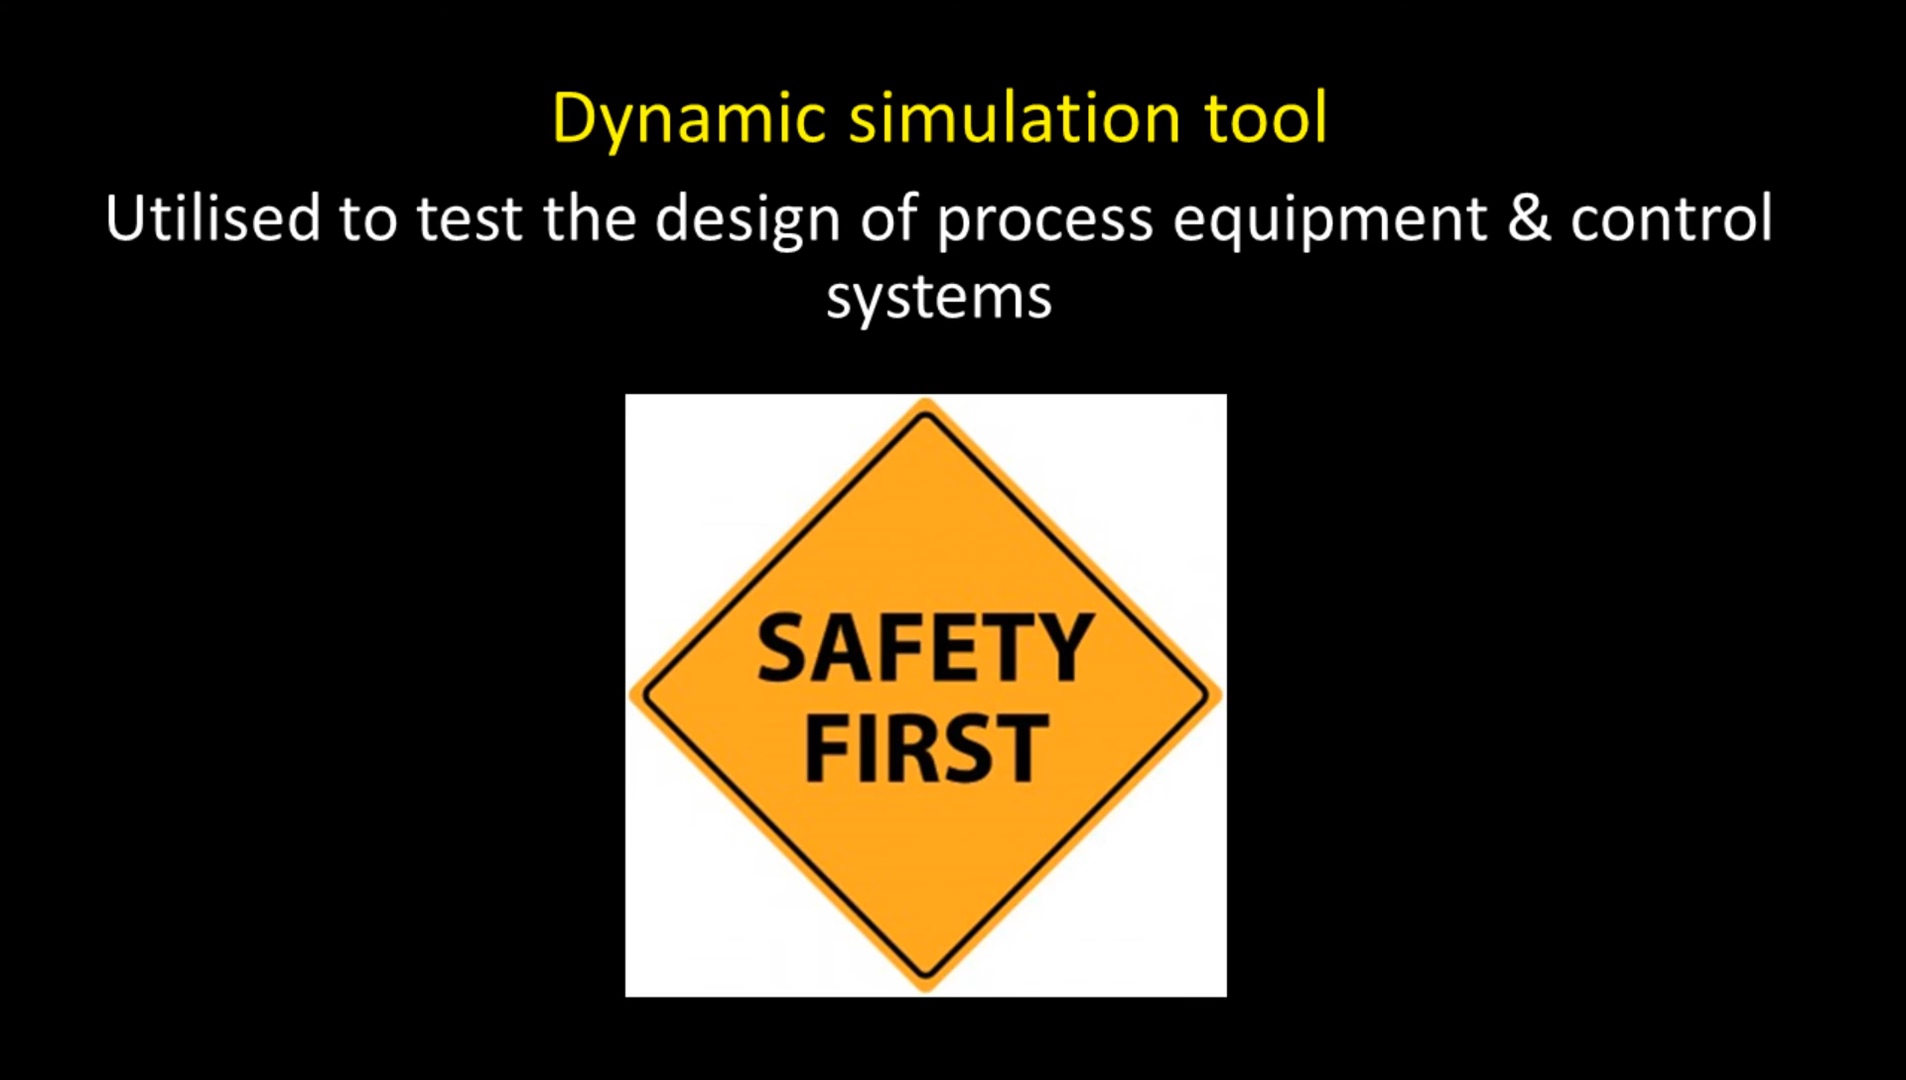 Dynamic simulation tool
Utilised to test the design of process equipment & control
systems
SAFETY
FIRST